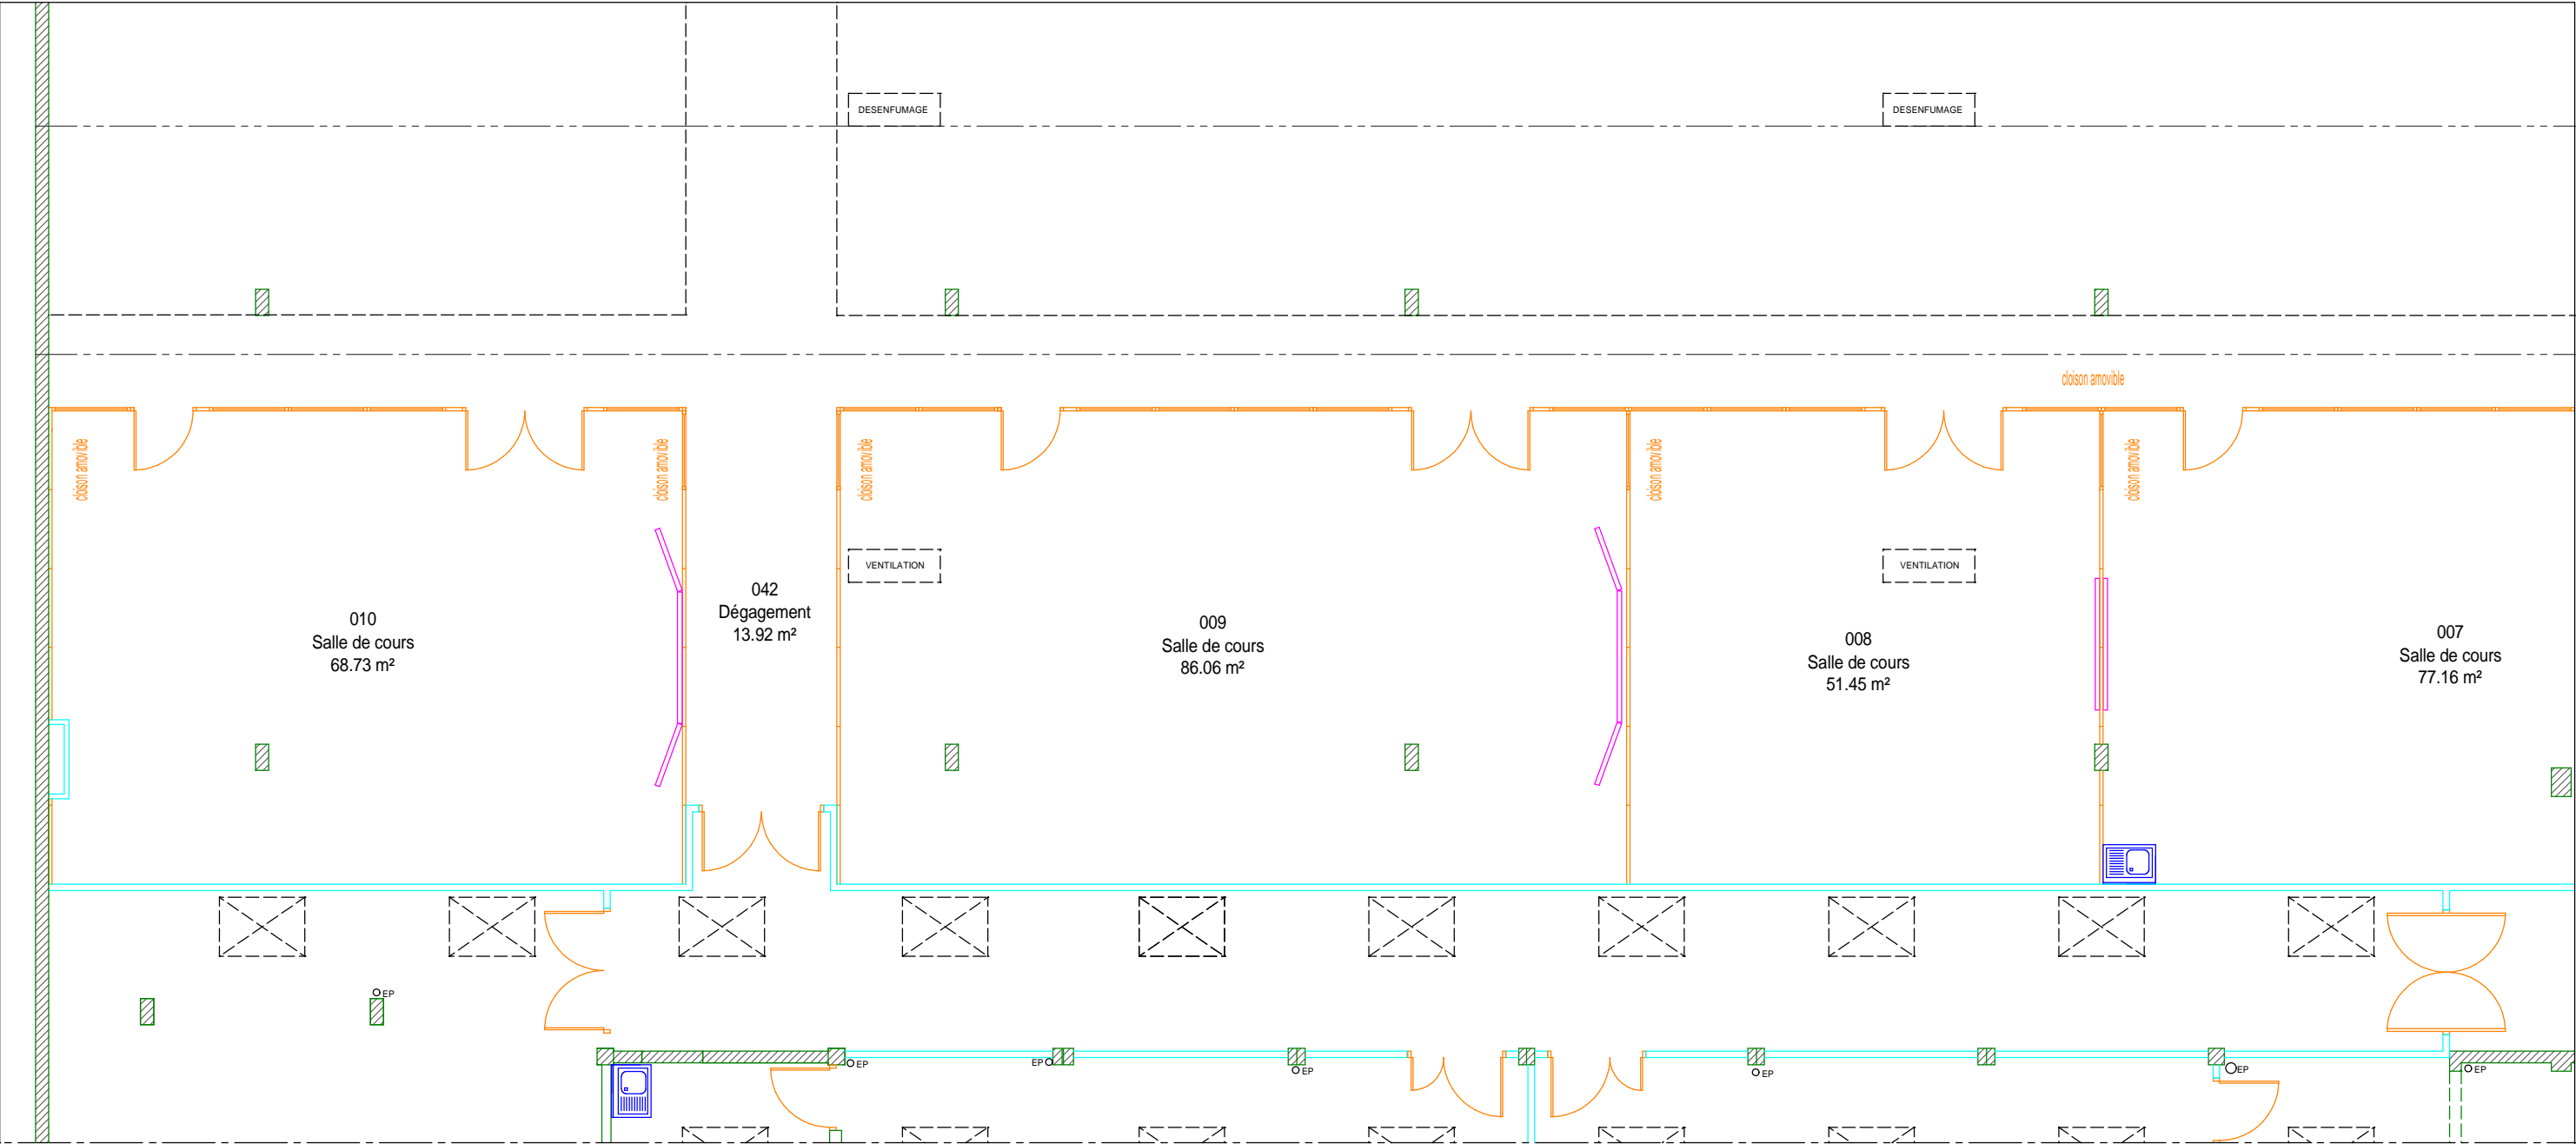 DESENFUMAGE
DESENFUMAGE
cloison amovible
cloison amovible
cloison amovible
cloison amovible
cloison amovible
cloison amovible
VENTILATION
VENTILATION
042
Dégagement
13.92 m²
010
Salle de cours
68.73 m²
009
Salle de cours
86.06 m²
008
Salle de cours
51.45 m²
007
Salle de cours
77.16 m²
EP
EP
EP
EP
EP
EP
EP